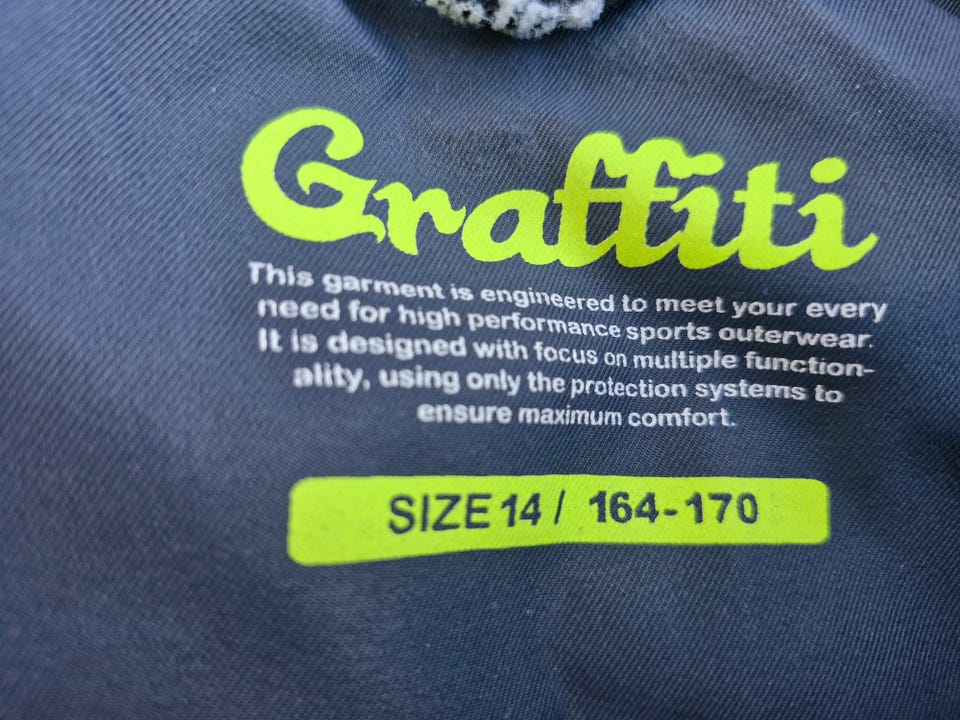 Graffiti
This garment is engineered to meet your every
need for high performance sports outerwear.
It is designed with focus on multiple function-
ality, using only the protection systems to
ensure maximum comfort.
SIZE 14 / 164-170